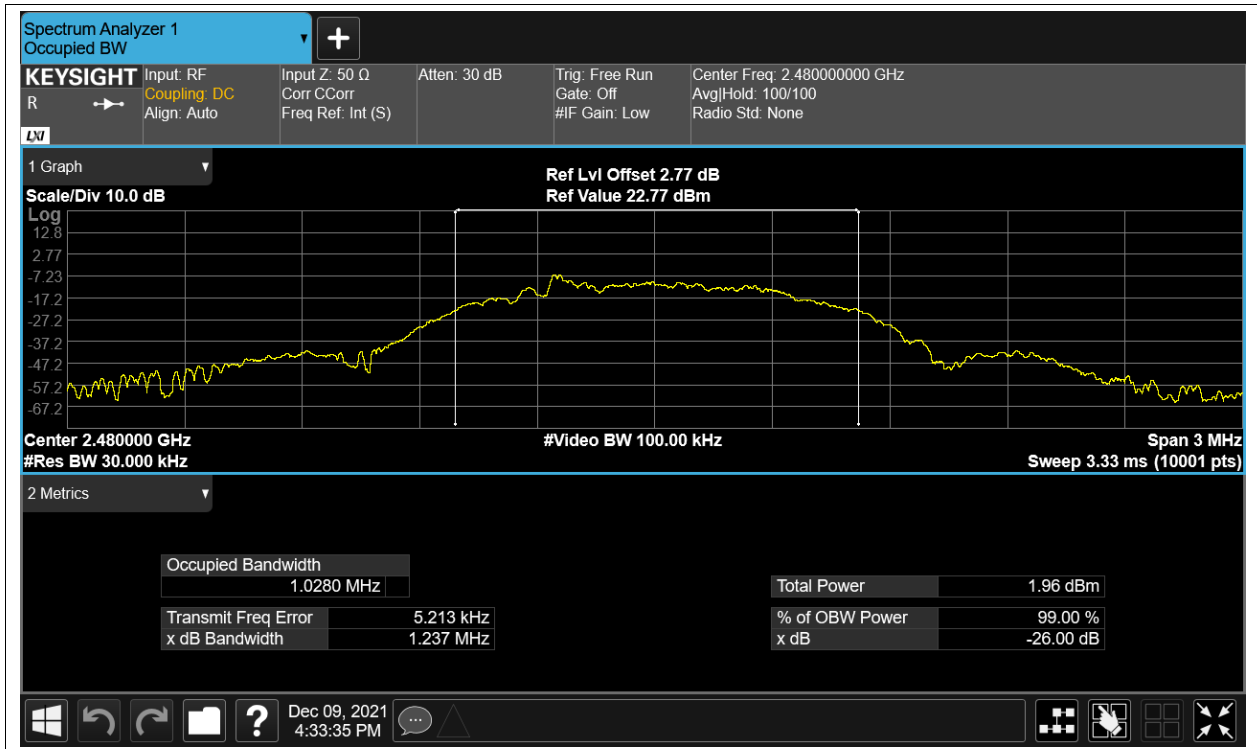 Spectrum Analyzer 1
Occupied BW
KEYSIGHT
R
LXI
Input: RF
Coupling: DC
Align: Auto
Input Z: 50 Ω
Corr CCorr
Freq Ref: Int (S)
Atten: 30 dB
Trig: Free Run
Gate: Off
#IF Gain: Low
Center Freq: 2.480000000 GHz
Avg|Hold: 100/100
Radio Std: None
1 Graph
Scale/Div 10.0 dB
Ref Lvl Offset 2.77 dB
Ref Value 22.77 dBm
Log
12.8
2.77
-7.23
-17.2
-27.2
-37.2
-47.2
-57.2
-67.2
Center 2.480000 GHz
#Res BW 30.000 kHz
#Video BW 100.00 kHz
Span 3 MHz
Sweep 3.33 ms (10001 pts)
2 Metrics
Occupied Bandwidth
1.0280 MHz
Transmit Freq Error 5.213 kHz
x dB Bandwidth 1.237 MHz
Total Power 1.96 dBm
% of OBW Power 99.00 %
x dB -26.00 dB
?
Dec 09, 2021
4:33:35 PM